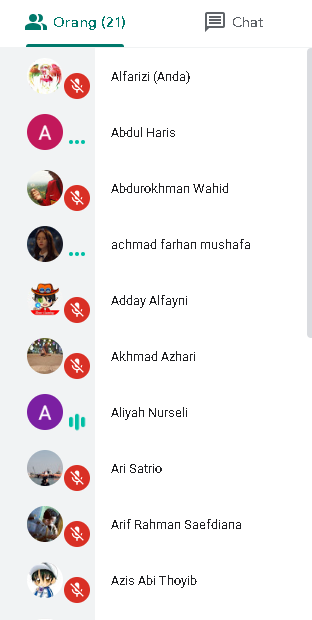 Orang (21)
Chat
Alfarizi (Anda)
A
Abdul Haris
Abdurokhman Wahid
achmad farhan mushafa
Adday Alfayni
Akhmad Azhari
A
Aliyah Nurseli
Ari Satrio
Arif Rahman Saefdiana
Azis Abi Thoyib